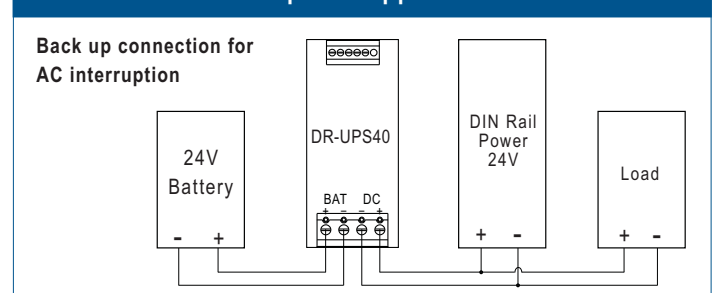 Back up connection for
AC interruption
24V
Battery
- +
DR-UPS40
BAT DC
+ - - +
DIN Rail
Power
24V
+ -
Load
+ -